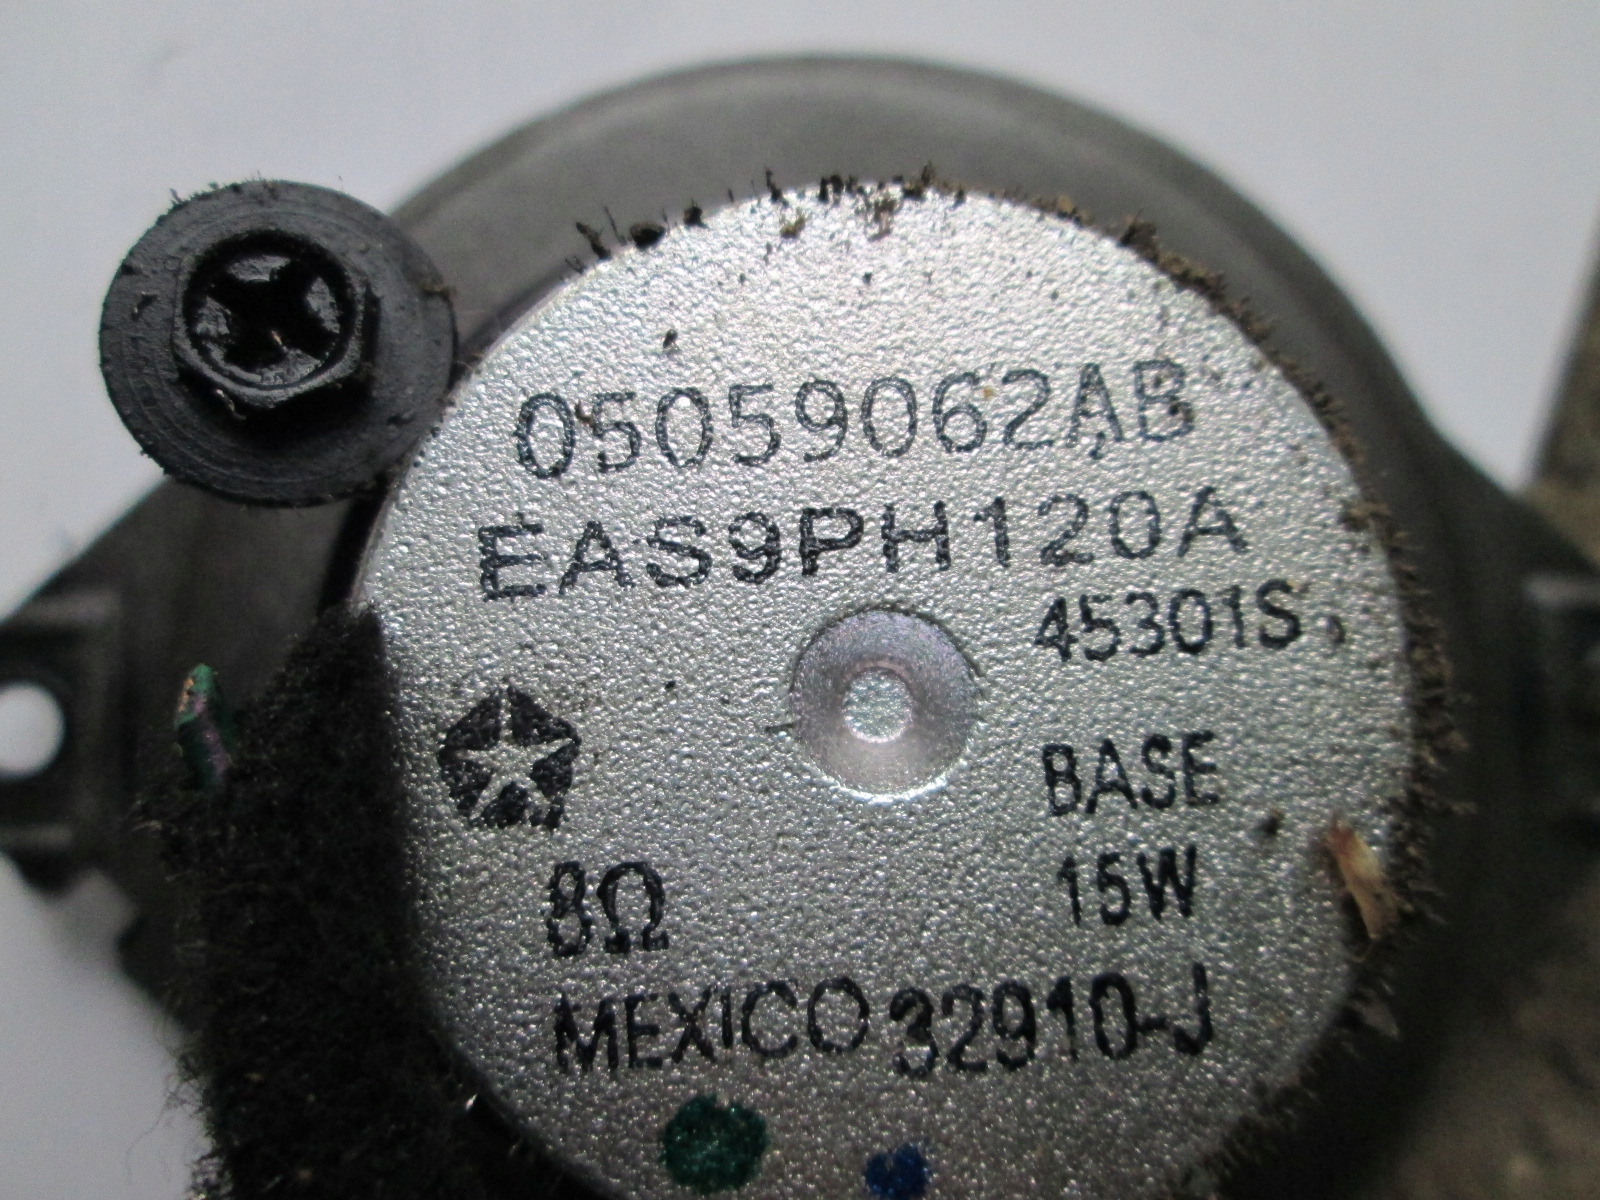 05059062AB
EAS9PH120A
45301S
BASE
8Ω 15W
MEXICO 32910-J